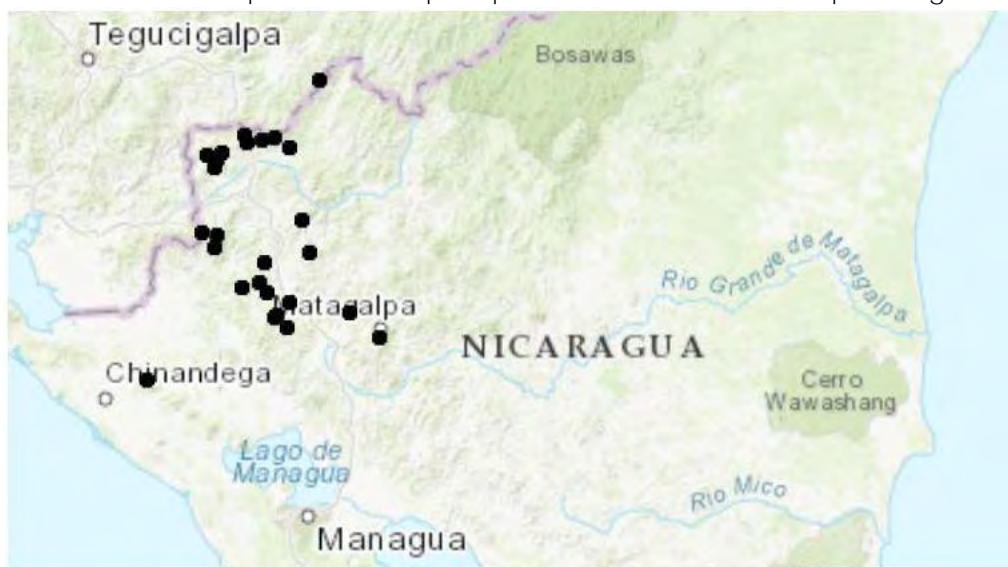 Tegucigalpa
Bosawas
Rio Grande de Matagalpa
Matagalpa
NICARAGUA
Chinandega
Cerro
Wawashang
Lago de
Managua
Rio Mico
Managua